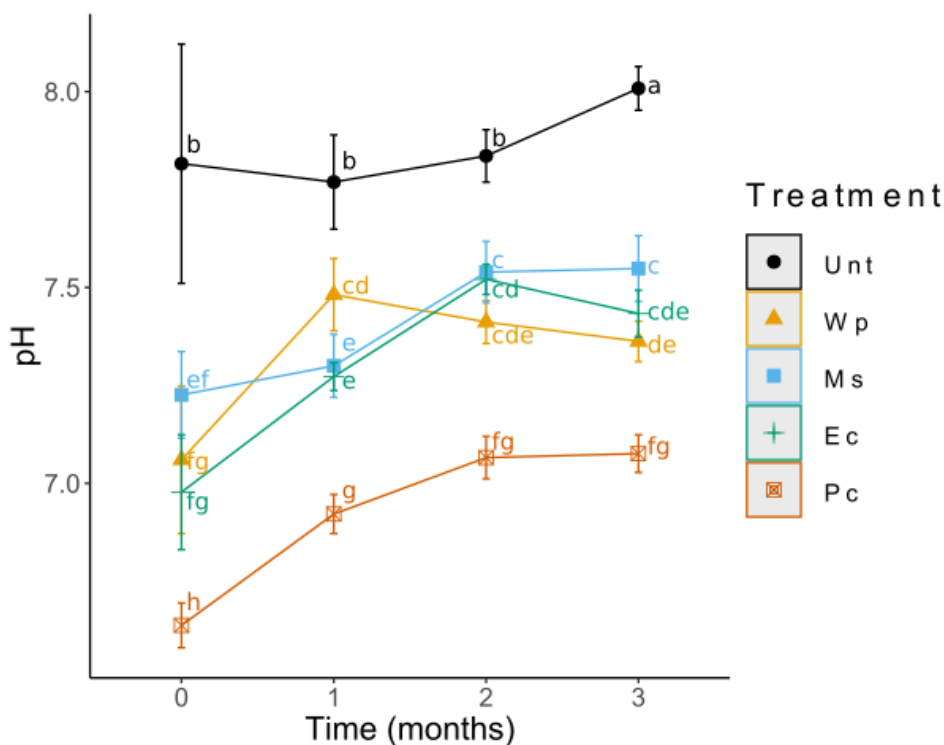 8.0
7.5
7.0
pH
0 1 2 3
Time (months)
b
b
b
a
cd
c
c
cd
cde
cde
de
ef
e
e
fg
fg
fg
fg
g
h
Treatment
Unt
Wp
Ms
Ec
Pc